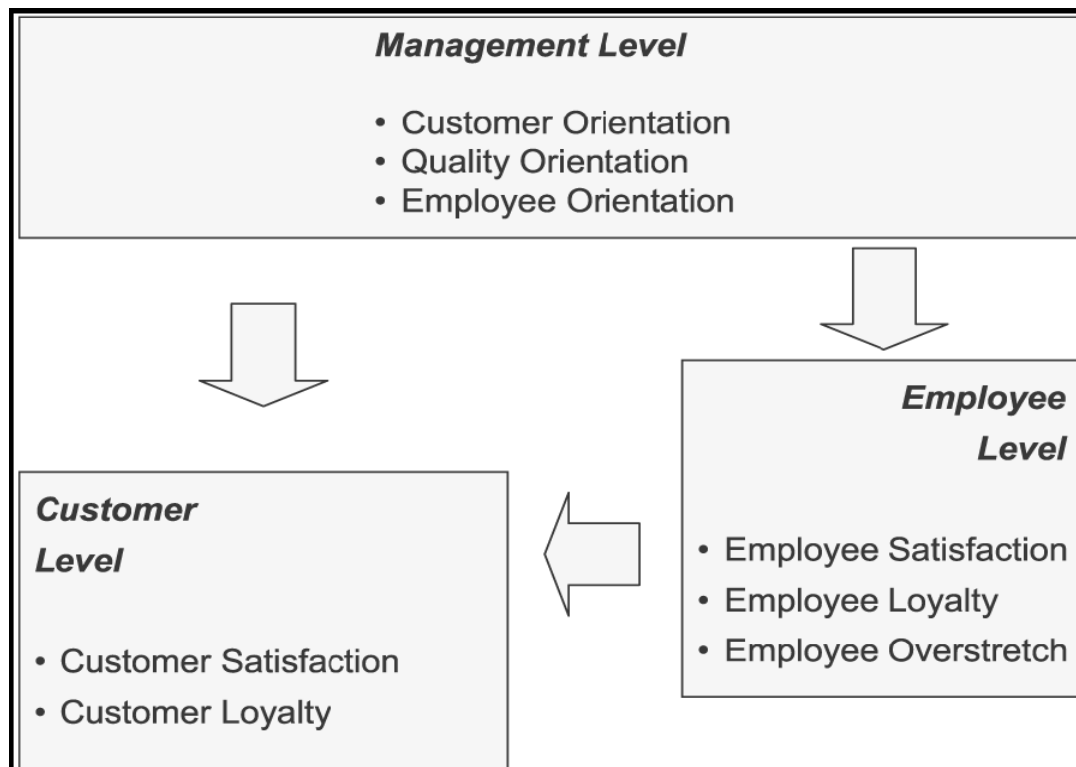 Management Level
• Customer Orientation
• Quality Orientation
• Employee Orientation
Employee
Level
• Employee Satisfaction
• Employee Loyalty
• Employee Overstretch
Customer
Level
• Customer Satisfaction
• Customer Loyalty